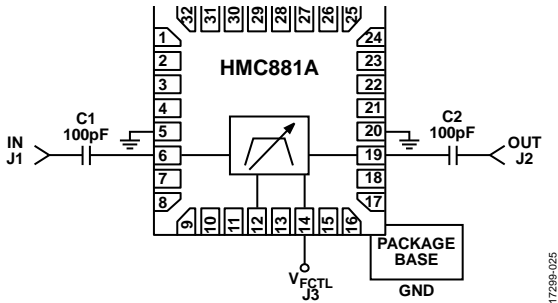 32 31 30 29 28 27 26 25
1 24
2 HMC881A 23
3 22
4 21
C1 C2
100pF 5 20 100pF
IN OUT
J1 6 19 J2
7 18
8 17
9 10 11 12 13 14 15 16
PACKAGE
BASE
VFCTL GND
J3
17299-025